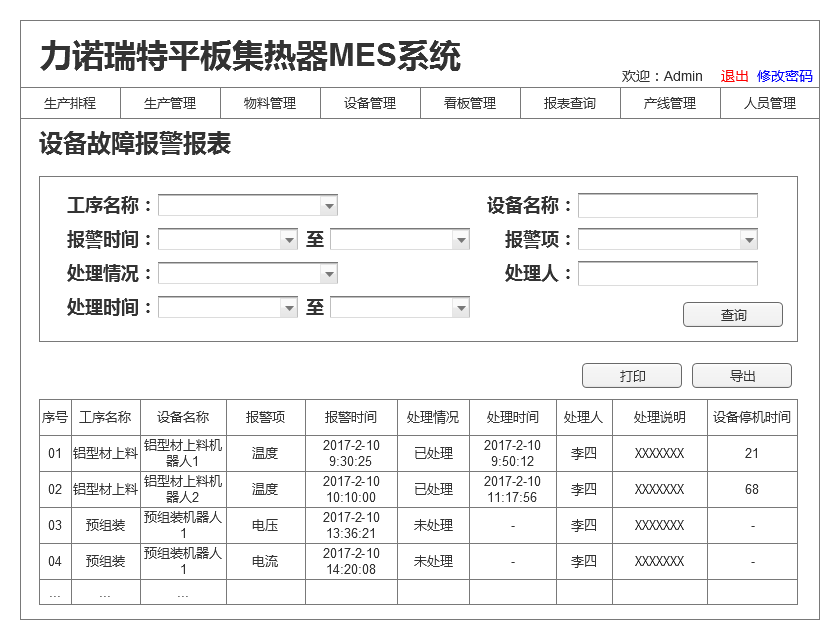 力诺瑞特平板集热器MES系统
欢迎：Admin 退出 修改密码
生产排程 生产管理 物料管理 设备管理 看板管理 报表查询 产线管理 人员管理
设备故障报警报表
工序名称： 设备名称：
报警时间： 至 报警项：
处理情况： 处理人：
处理时间： 至
查询
打印 导出
序号 工序名称 设备名称 报警项 报警时间 处理情况 处理时间 处理人 处理说明 设备停机时间
01 铝型材上料 铝型材上料机器人1 温度 2017-2-10 9:30:25 已处理 2017-2-10 9:50:12 李四 XXXXXXX 21
02 铝型材上料 铝型材上料机器人2 温度 2017-2-10 10:10:00 已处理 2017-2-10 11:17:56 李四 XXXXXXX 68
03 预组装 预组装机器人1 电压 2017-2-10 13:36:21 未处理 - 李四 XXXXXXX -
04 预组装 预组装机器人1 电流 2017-2-10 14:20:08 未处理 - 李四 XXXXXXX -
... ... ...